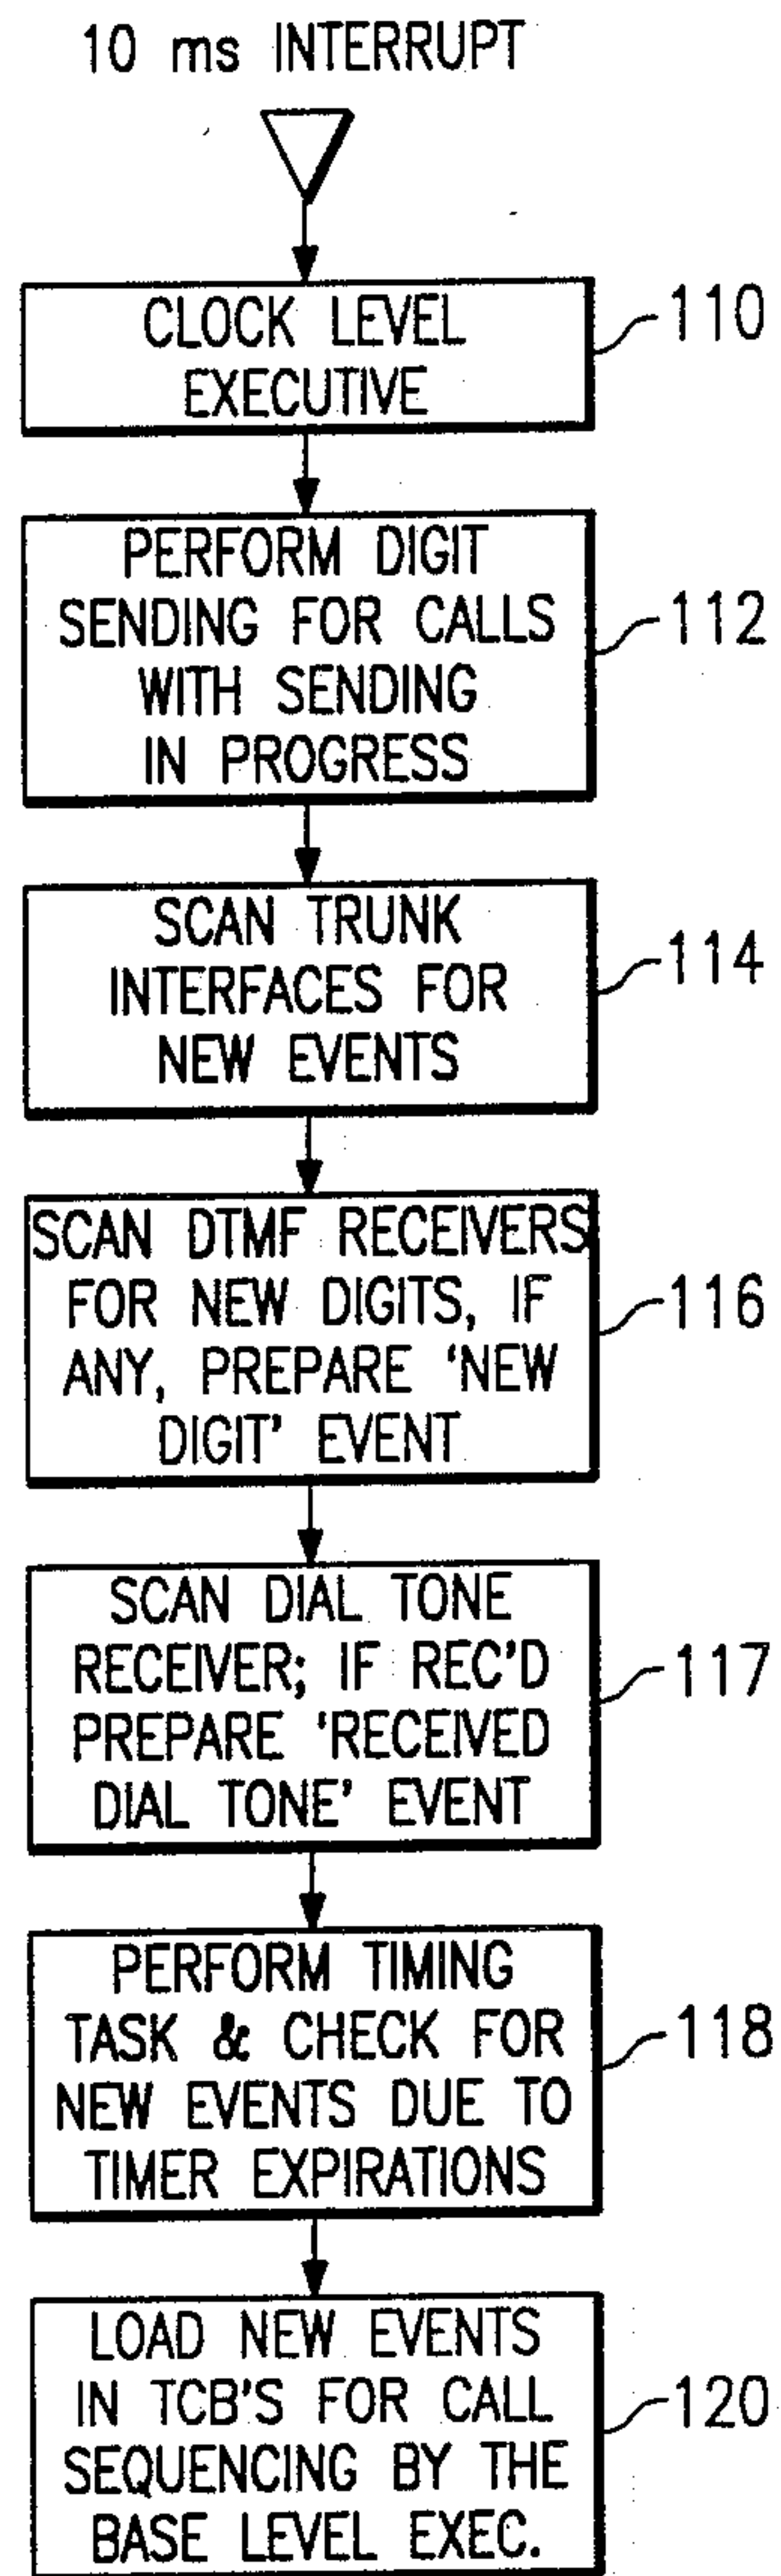 10 ms INTERRUPT
CLOCK LEVEL
EXECUTIVE
110
PERFORM DIGIT
SENDING FOR CALLS
WITH SENDING
IN PROGRESS
112
SCAN TRUNK
INTERFACES FOR
NEW EVENTS
114
SCAN DTMF RECEIVERS
FOR NEW DIGITS, IF
ANY, PREPARE 'NEW
DIGIT' EVENT
116
SCAN DIAL TONE
RECEIVER; IF REC'D
PREPARE 'RECEIVED
DIAL TONE' EVENT
117
PERFORM TIMING
TASK & CHECK FOR
NEW EVENTS DUE TO
TIMER EXPIRATIONS
118
LOAD NEW EVENTS
IN TCB'S FOR CALL
SEQUENCING BY THE
BASE LEVEL EXEC.
120